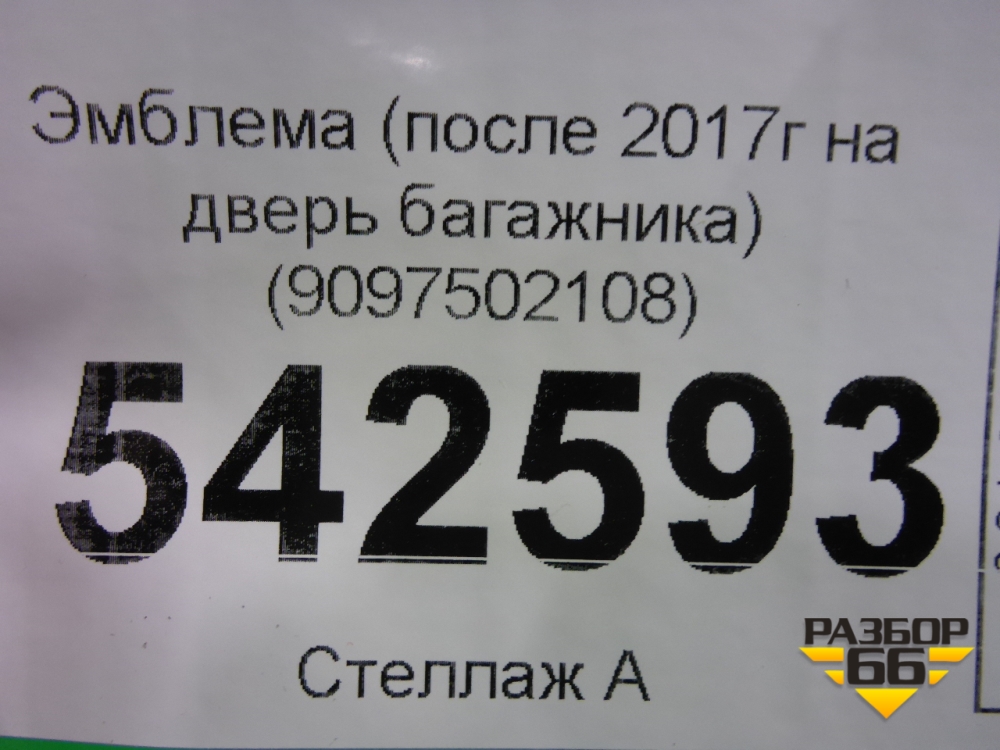 Эмблема (после 2017г на
дверь багажника)
(9097502108)
542593
Стеллаж А
РАЗБОР
66